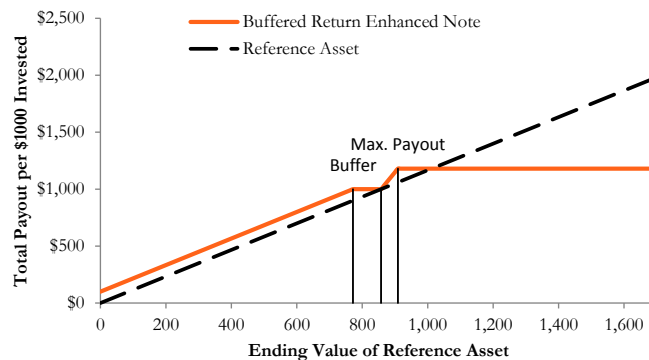 $2,500
Buffered Return Enhanced Note
Reference Asset
$2,000
$1,500
Max. Payout
Buffer
$1,000
$500
$0
0 200 400 600 800 1,000 1,200 1,400 1,600
Total Payout per $1000 Invested
Ending Value of Reference Asset